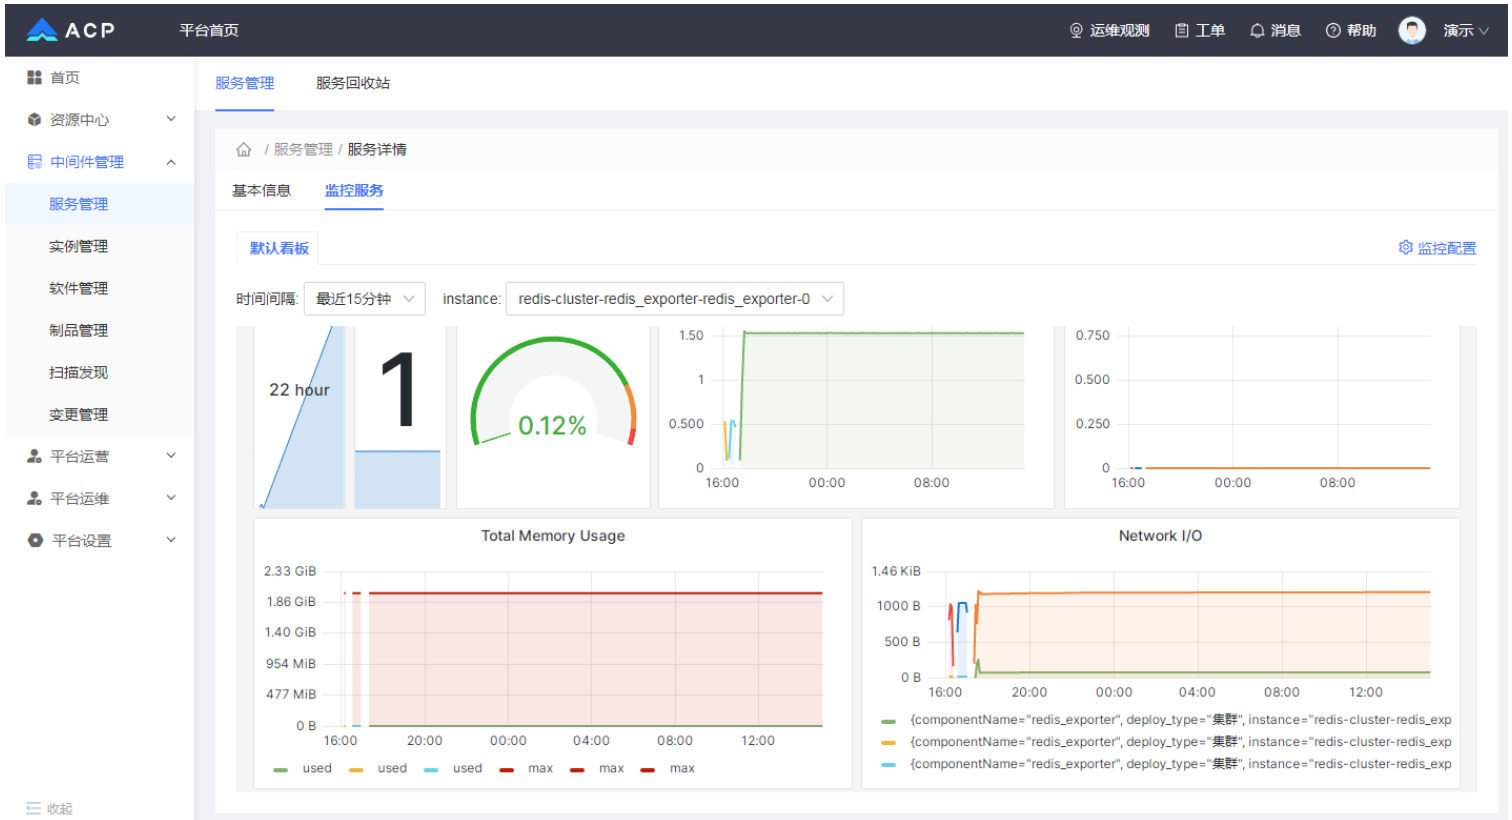 ACP
平台首页
运维观测
工单
消息
帮助
演示
首页
资源中心
中间件管理
服务管理
实例管理
软件管理
制品管理
扫描发现
变更管理
平台运营
平台运维
平台设置
收起
服务管理
服务回收站
/ 服务管理 / 服务详情
基本信息
监控服务
默认看板
监控配置
时间间隔:
最近15分钟
instance:
redis-cluster-redis_exporter-redis_exporter-0
22 hour
1
0.12%
1.50
1
0.500
0
16:00 00:00 08:00
0.750
0.500
0.250
0
16:00 00:00 08:00
Total Memory Usage
2.33 GiB
1.86 GiB
1.40 GiB
954 MiB
477 MiB
0 B
16:00 20:00 00:00 04:00 08:00 12:00
used used used max max max
Network I/O
1.46 KiB
1000 B
500 B
0 B
16:00 20:00 00:00 04:00 08:00 12:00
{componentName="redis_exporter", deploy_type="集群", instance="redis-cluster-redis_exp
{componentName="redis_exporter", deploy_type="集群", instance="redis-cluster-redis_exp
{componentName="redis_exporter", deploy_type="集群", instance="redis-cluster-redis_exp